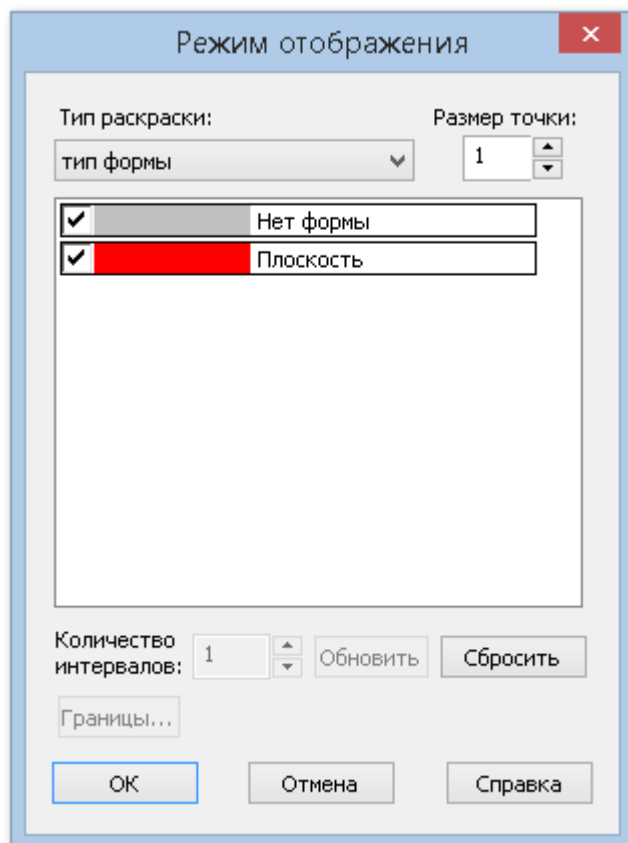 Режим отображения
Тип раскраски:
Размер точки:
тип формы
1
Нет формы
Плоскость
Количество
интервалов:
1
Обновить
Сбросить
Границы...
ОК
Отмена
Справка